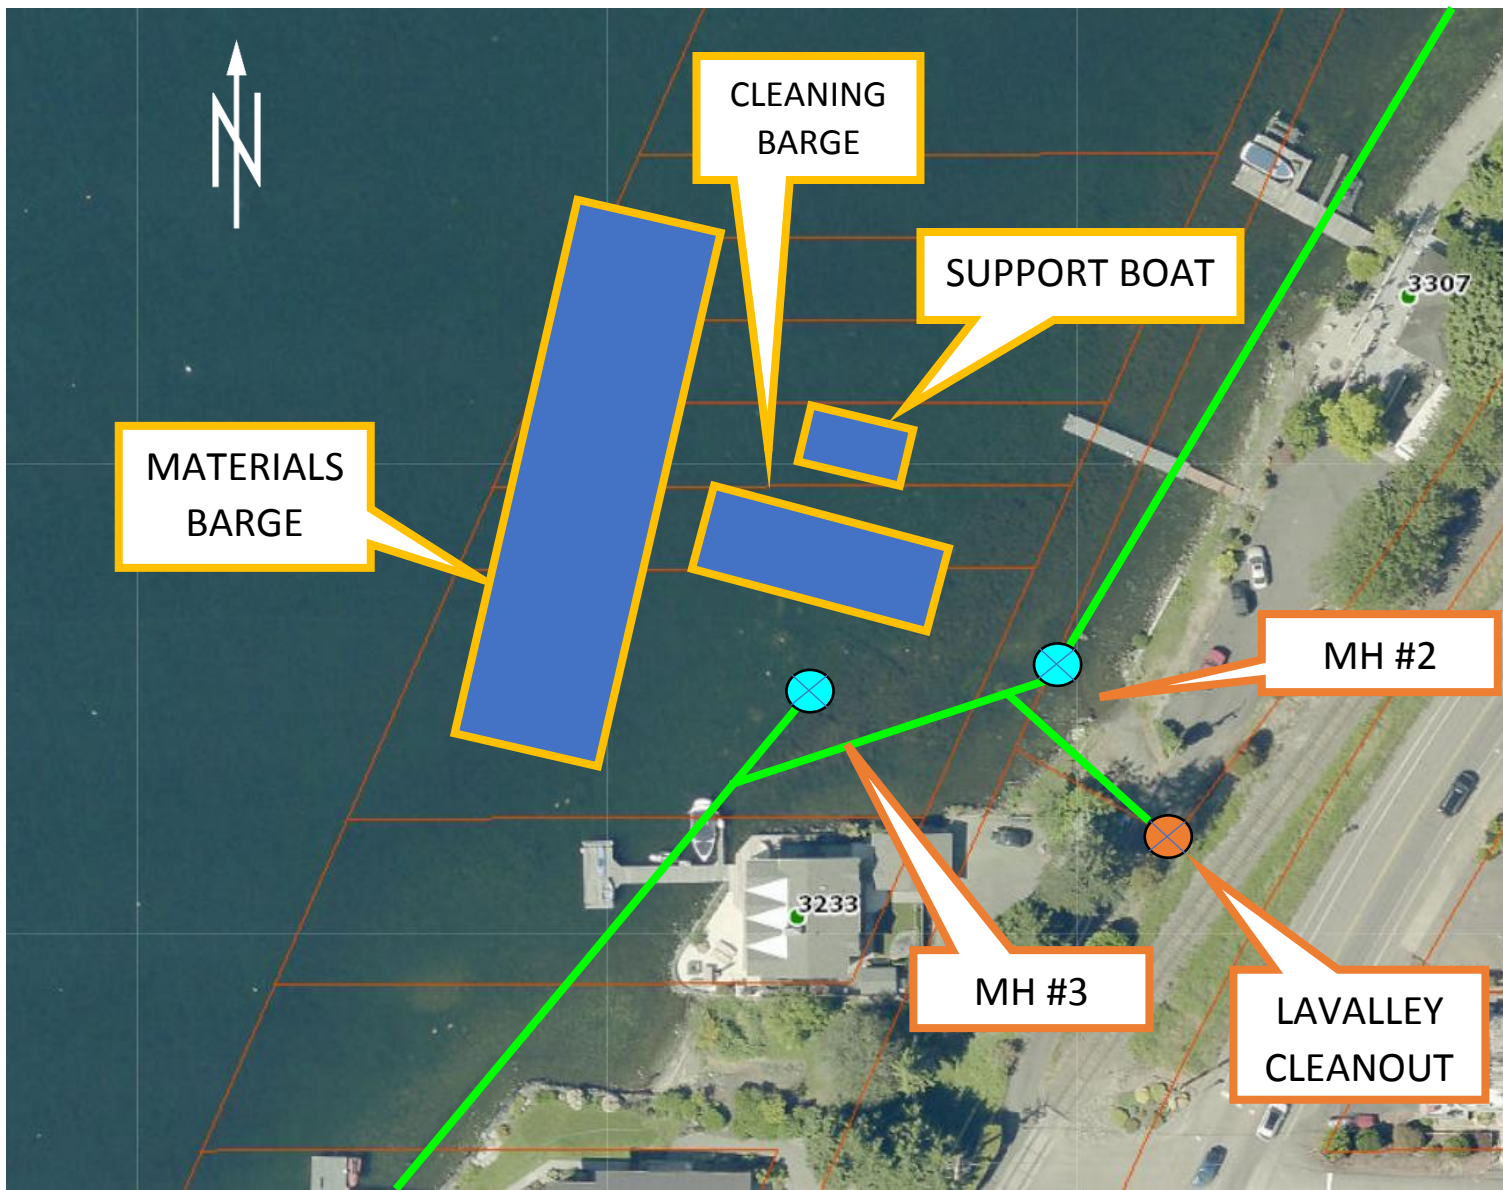 N
CLEANING
BARGE
SUPPORT BOAT
3307
MATERIALS
BARGE
MH #2
3233
MH #3
LAVALLEY
CLEANOUT